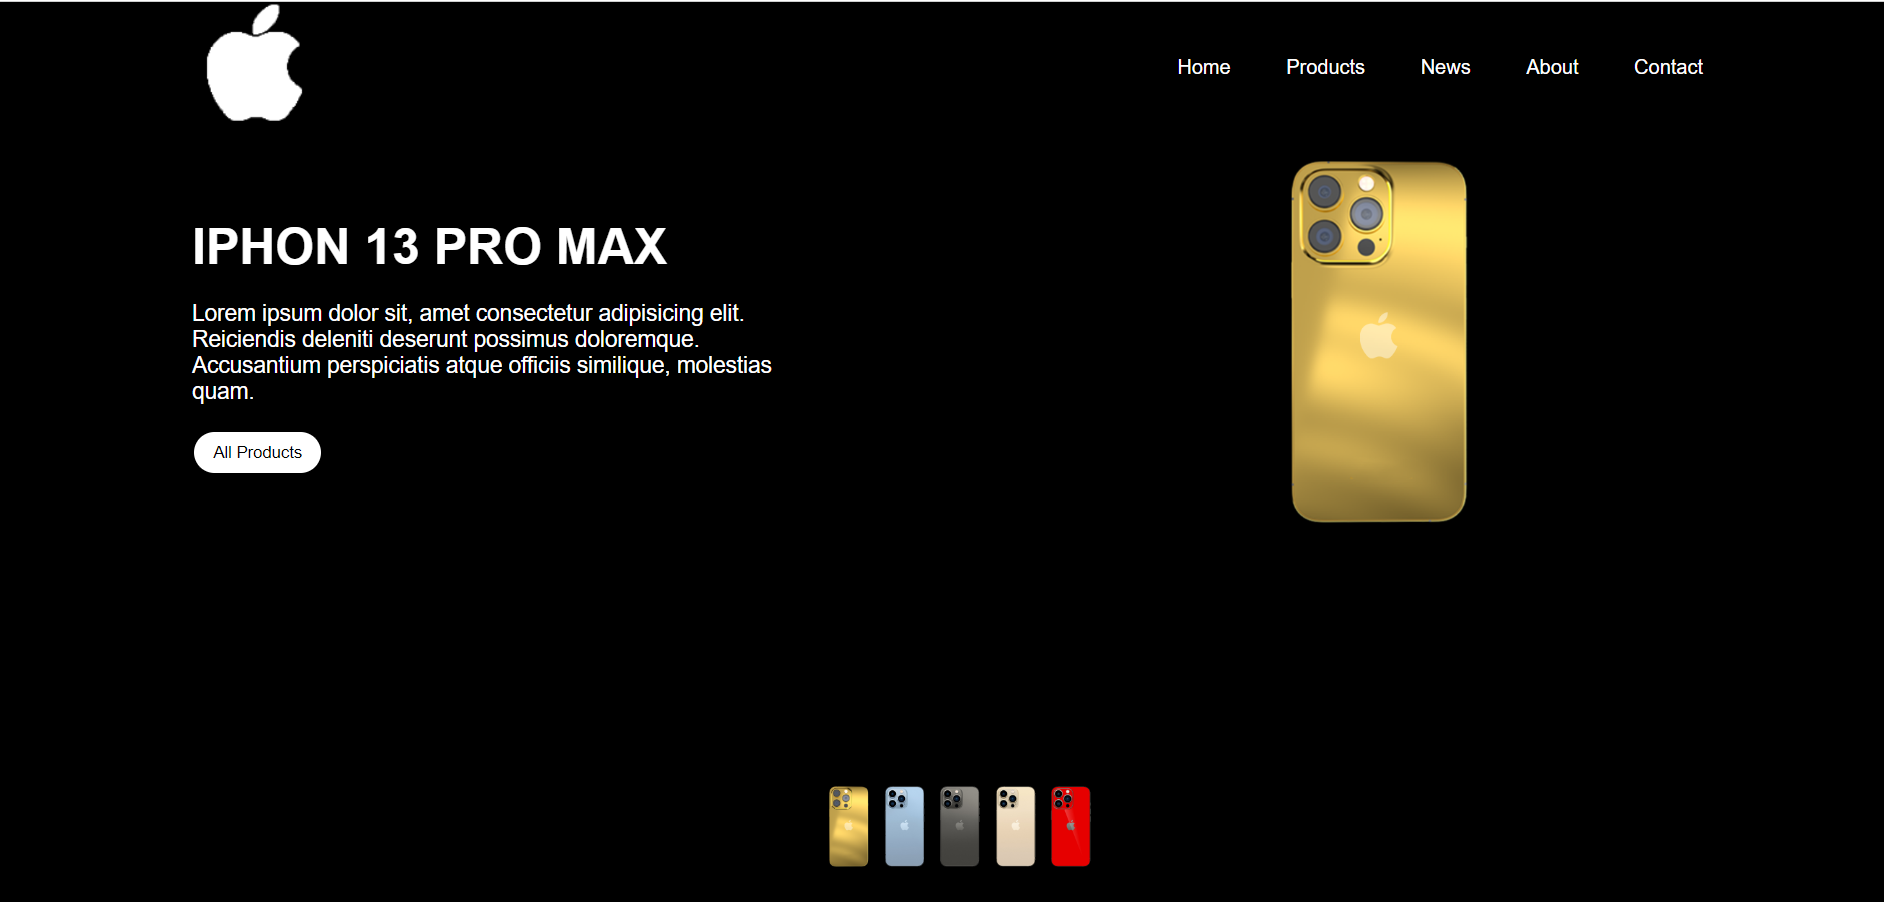 Home Products News About Contact
IPHON 13 PRO MAX
Lorem ipsum dolor sit, amet consectetur adipisicing elit.
Reiciendis deleniti deserunt possimus doloremque.
Accusantium perspiciatis atque officiis similique, molestias
quam.
All Products